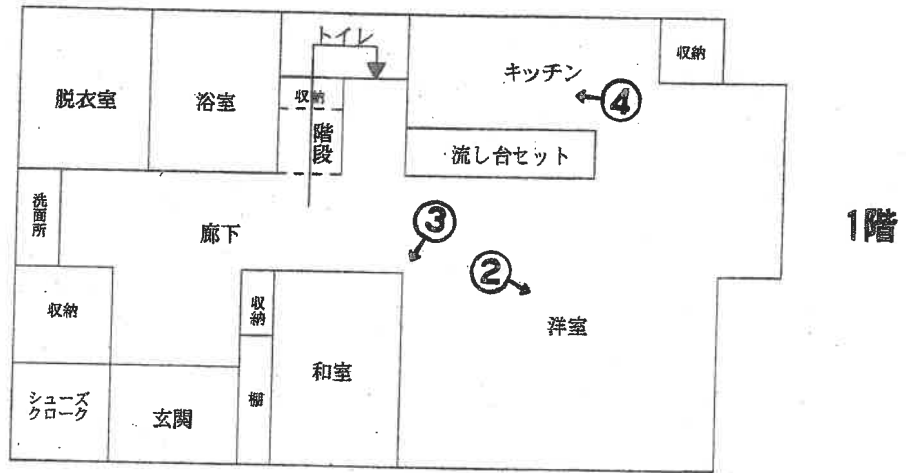 トイレ
収納
キッチン
脱衣室
浴室
収納
④
階段
流し台セット
洗面所
廊下
③
1階
②
収納
収納
洋室
和室
シューズ
クローク
玄関
棚